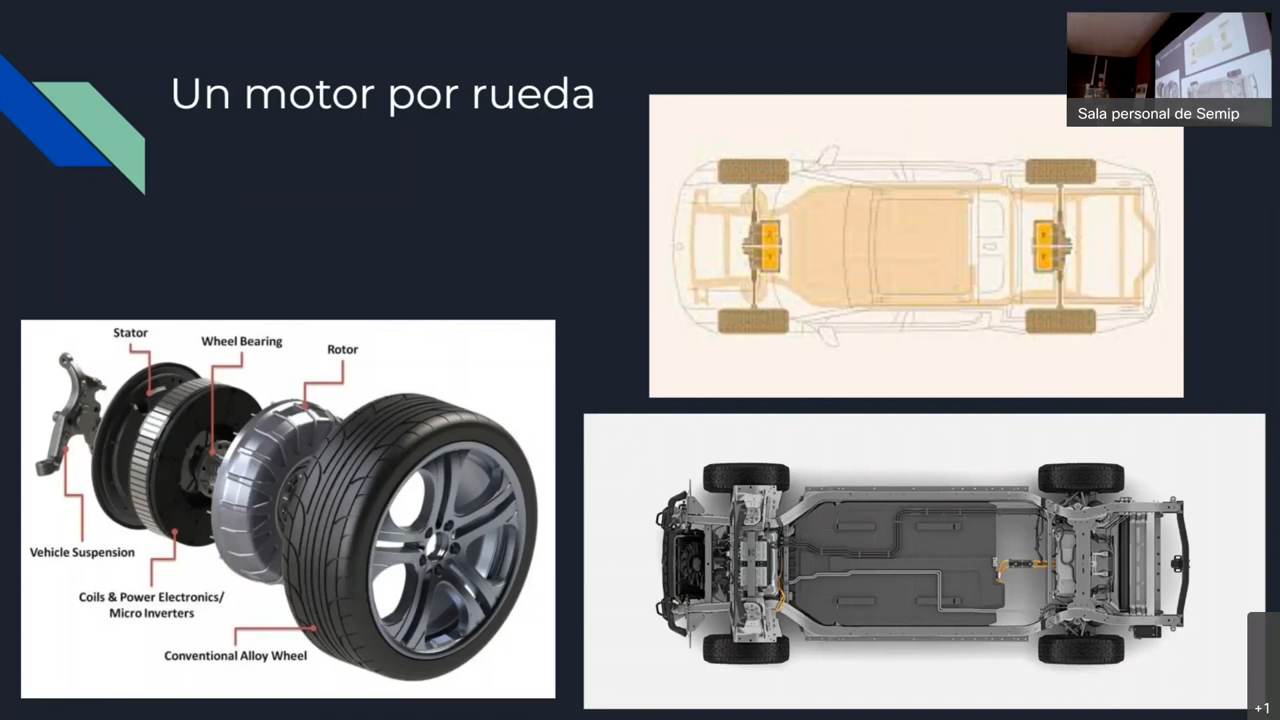 Un motor por rueda
Sala personal de Semip
Stator
Wheel Bearing
Rotor
Vehicle Suspension
Coils & Power Electronics/
Micro Inverters
Conventional Alloy Wheel
+1